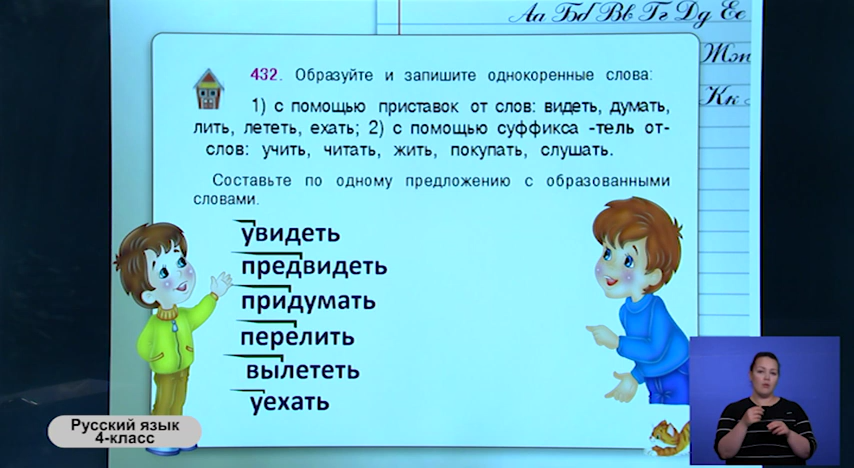 Аа Бб Вв Гг Дд Ее
Жж
Кк
432. Образуйте и запишите однокоренные слова:
1) с помощью приставок от слов: видеть, думать,
лить, лететь, ехать; 2) с помощью суффикса -тель от-
слов: учить, читать, жить, покупать, слушать.
Составьте по одному предложению с образованными
словами.
увидеть
предвидеть
придумать
перелить
вылететь
уехать
Русский язык
4-класс